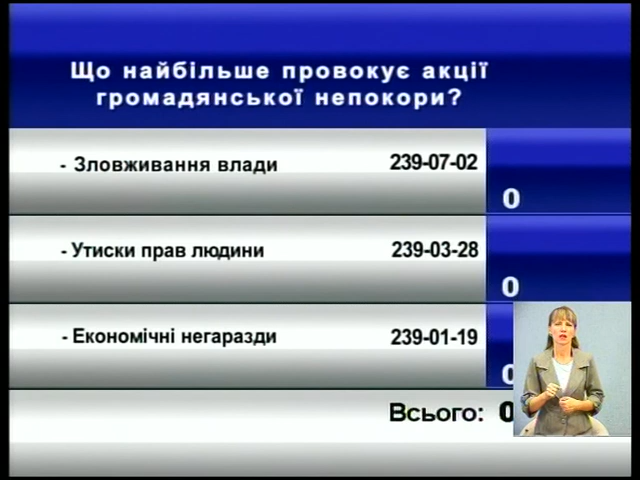 Що найбільше провокує акції
громадянської непокори?
- Зловживання влади 239-07-02
0
- Утиски прав людини 239-03-28
0
- Економічні негаразди 239-01-19
0
Всього: 0